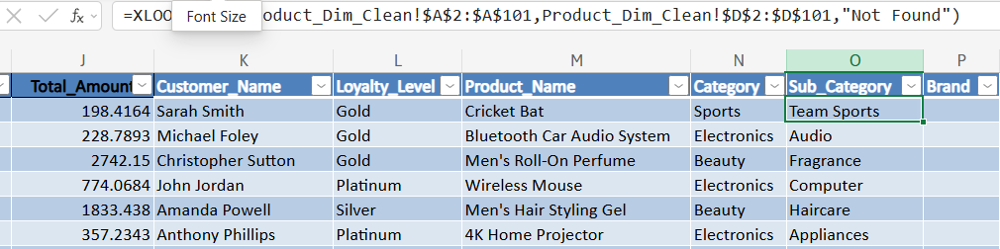 fx =XLOO Font Size oduct_Dim_Clean!$A$2:$A$101,Product_Dim_Clean!$D$2:$D$101,"Not Found")
J K L M N O P
Total_Amount Customer_Name Loyalty_Level Product_Name Category Sub_Category Brand
198.4164 Sarah Smith Gold Cricket Bat Sports Team Sports
228.7893 Michael Foley Gold Bluetooth Car Audio System Electronics Audio
2742.15 Christopher Sutton Gold Men's Roll-On Perfume Beauty Fragrance
774.0684 John Jordan Platinum Wireless Mouse Electronics Computer
1833.438 Amanda Powell Silver Men's Hair Styling Gel Beauty Haircare
357.2343 Anthony Phillips Platinum 4K Home Projector Electronics Appliances